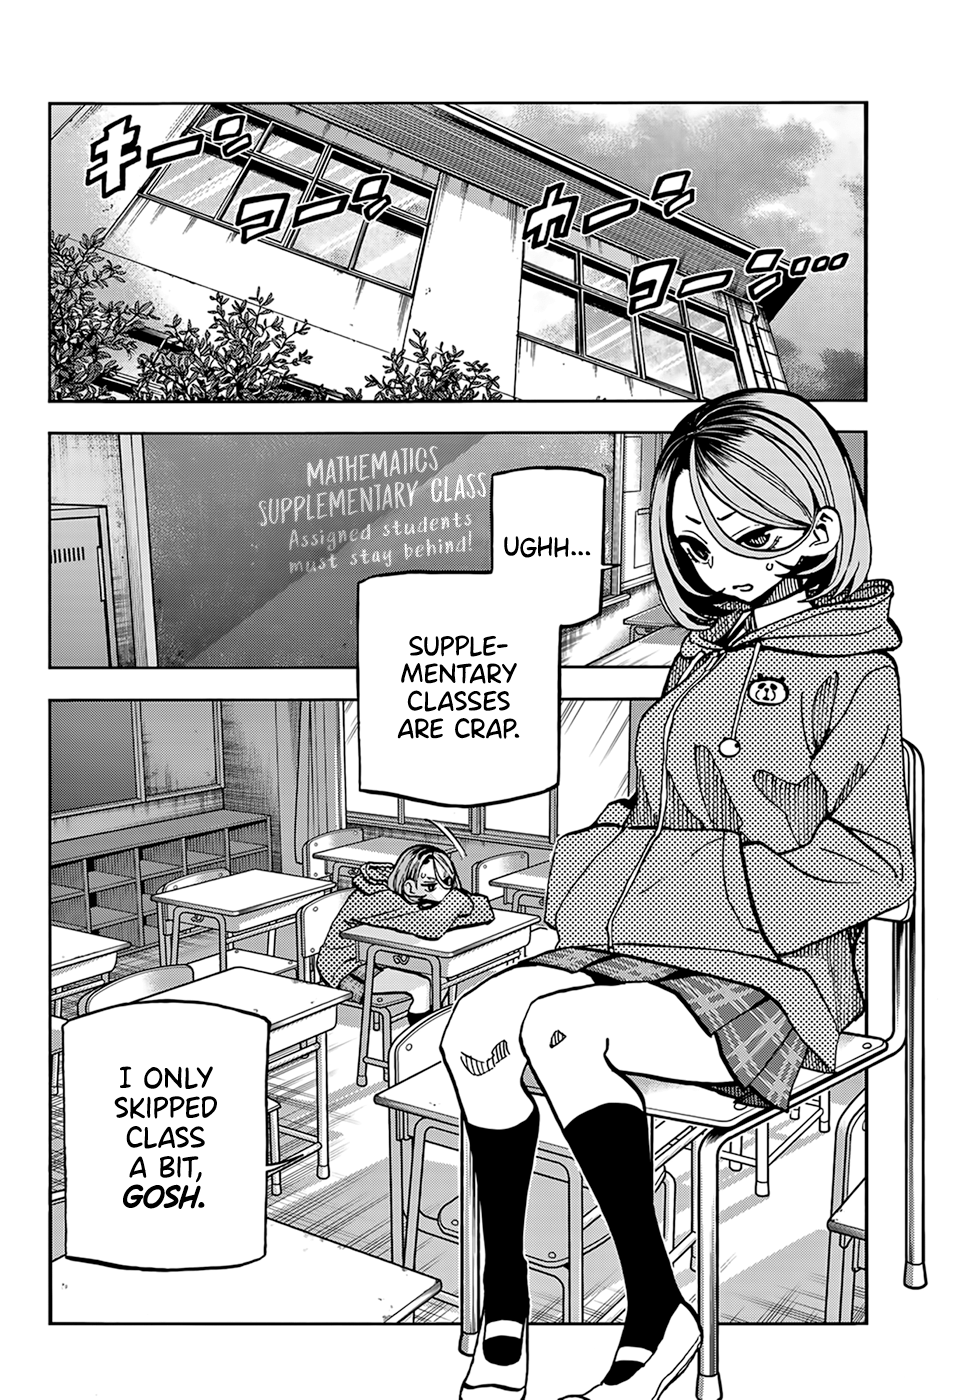 キーン
コーン
カーン
コーン…
MATHEMATICS
SUPPLEMENTARY CLASS
Assigned students
must stay behind!
UGHH...
SUPPLE-
MENTARY
CLASSES
ARE CRAP.
I ONLY
SKIPPED
CLASS
A BIT,
GOSH.